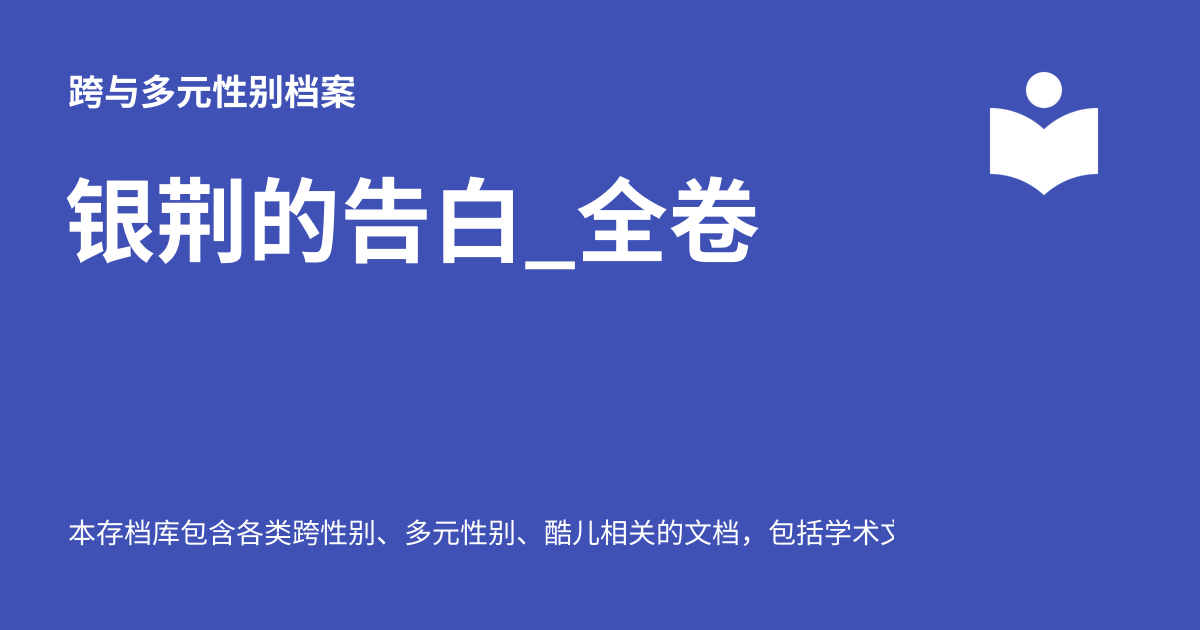 跨与多元性别档案
银荆的告白_全卷
本存档库包含各类跨性别、多元性别、酷儿相关的文档，包括学术